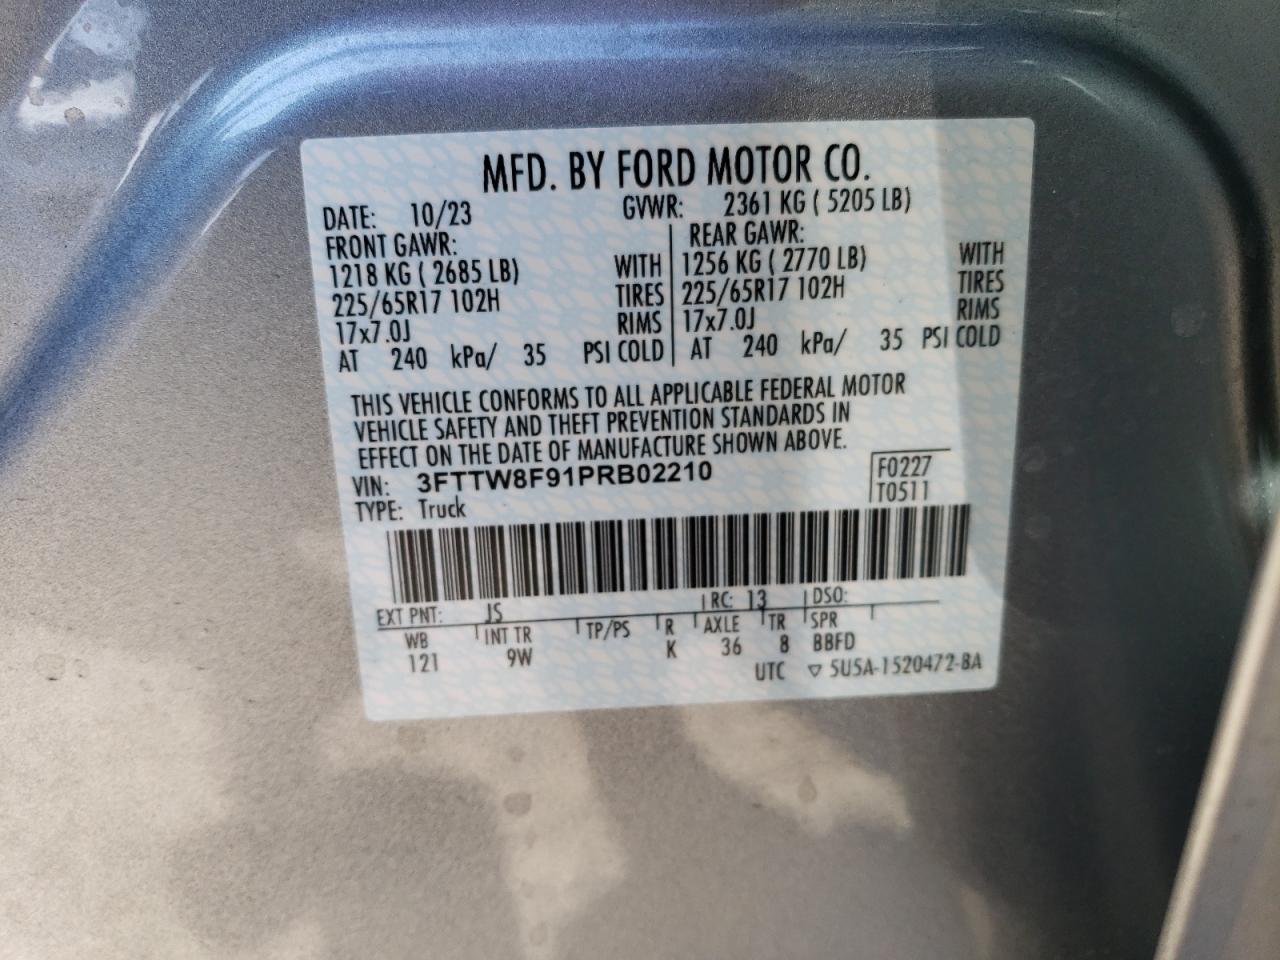 MFD. BY FORD MOTOR CO.
DATE: 10/23 GVWR: 2361 KG ( 5205 LB)
FRONT GAWR: REAR GAWR:
1218 KG ( 2685 LB) WITH 1256 KG ( 2770 LB) WITH
225/65R17 102H TIRES 225/65R17 102H TIRES
17x7.0J RIMS 17x7.0J RIMS
AT 240 kPa/ 35 PSI COLD AT 240 kPa/ 35 PSI COLD
THIS VEHICLE CONFORMS TO ALL APPLICABLE FEDERAL MOTOR
VEHICLE SAFETY AND THEFT PREVENTION STANDARDS IN
EFFECT ON THE DATE OF MANUFACTURE SHOWN ABOVE.
VIN: 3FTTW8F91PRB02210 F0227
TYPE: Truck T0511
EXT PNT: JS RC: 13 DSO:
WB INT TR TP/PS R AXLE TR SPR
121 9W K 36 8 BBFD
UTC ▽ 5U5A-1520472-BA